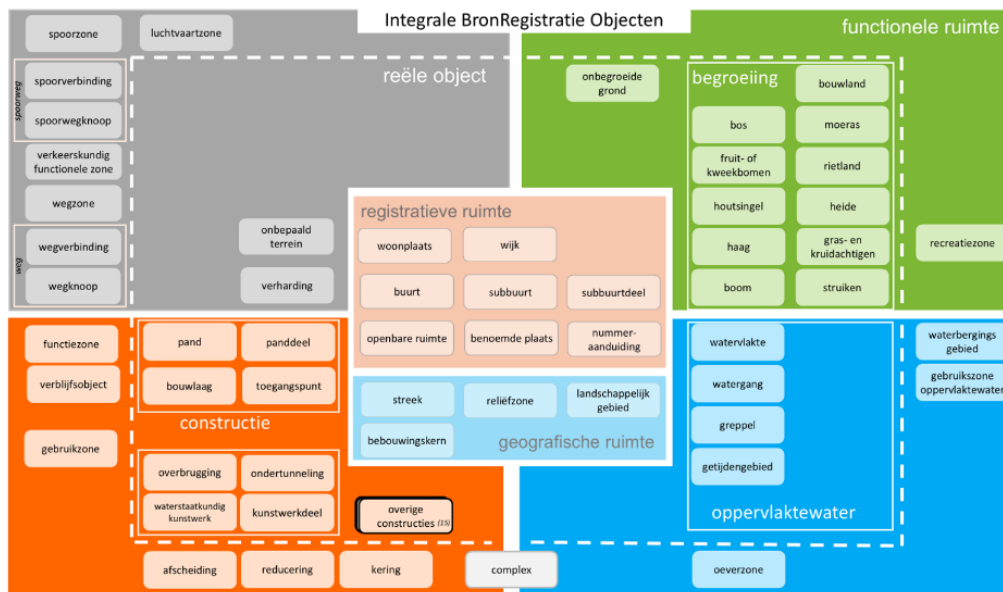 Integrale BronRegistratie Objecten
spoorzone
luchtvaartzone
reële object
spoorweg
spoorverbinding
spoorwegknoop
verkeerskundig
functionele zone
wegzone
weg
wegverbinding
wegknoop
onbepaald
terrein
verharding
functionele ruimte
onbegroeide
grond
begroeiing
bouwland
bos
moeras
fruit- of
kweekbomen
rietland
houtsingel
heide
haag
gras- en
kruidachtigen
boom
struiken
recreatiezone
registratieve ruimte
woonplaats
wijk
buurt
subbuurt
subbuurtdeel
openbare ruimte
benoemde plaats
nummer-
aanduiding
streek
reliëfzone
landschappelijk
gebied
bebouwingskern
geografische ruimte
functiezone
verblijfsobject
gebruikzone
pand
panddeel
bouwlaag
toegangspunt
constructie
overbrugging
ondertunneling
waterstaatkundig
kunstwerk
kunstwerkdeel
overige
constructies (15)
afscheiding
reducering
kering
complex
watervlakte
watergang
greppel
getijdengebied
oppervlaktewater
waterbergings
gebied
gebruikszone
oppervlaktewater
oeverzone